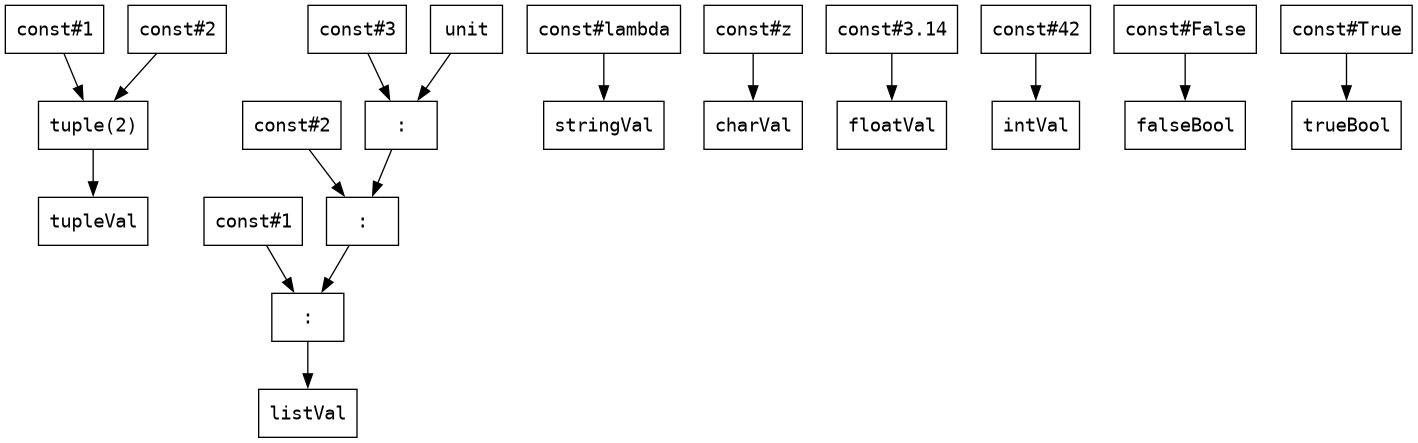 const#1 const#2 const#3 unit const#lambda const#z const#3.14 const#42 const#False const#True
tuple(2) const#2 : stringVal charVal floatVal intVal falseBool trueBool
tupleVal const#1 :
:
listVal